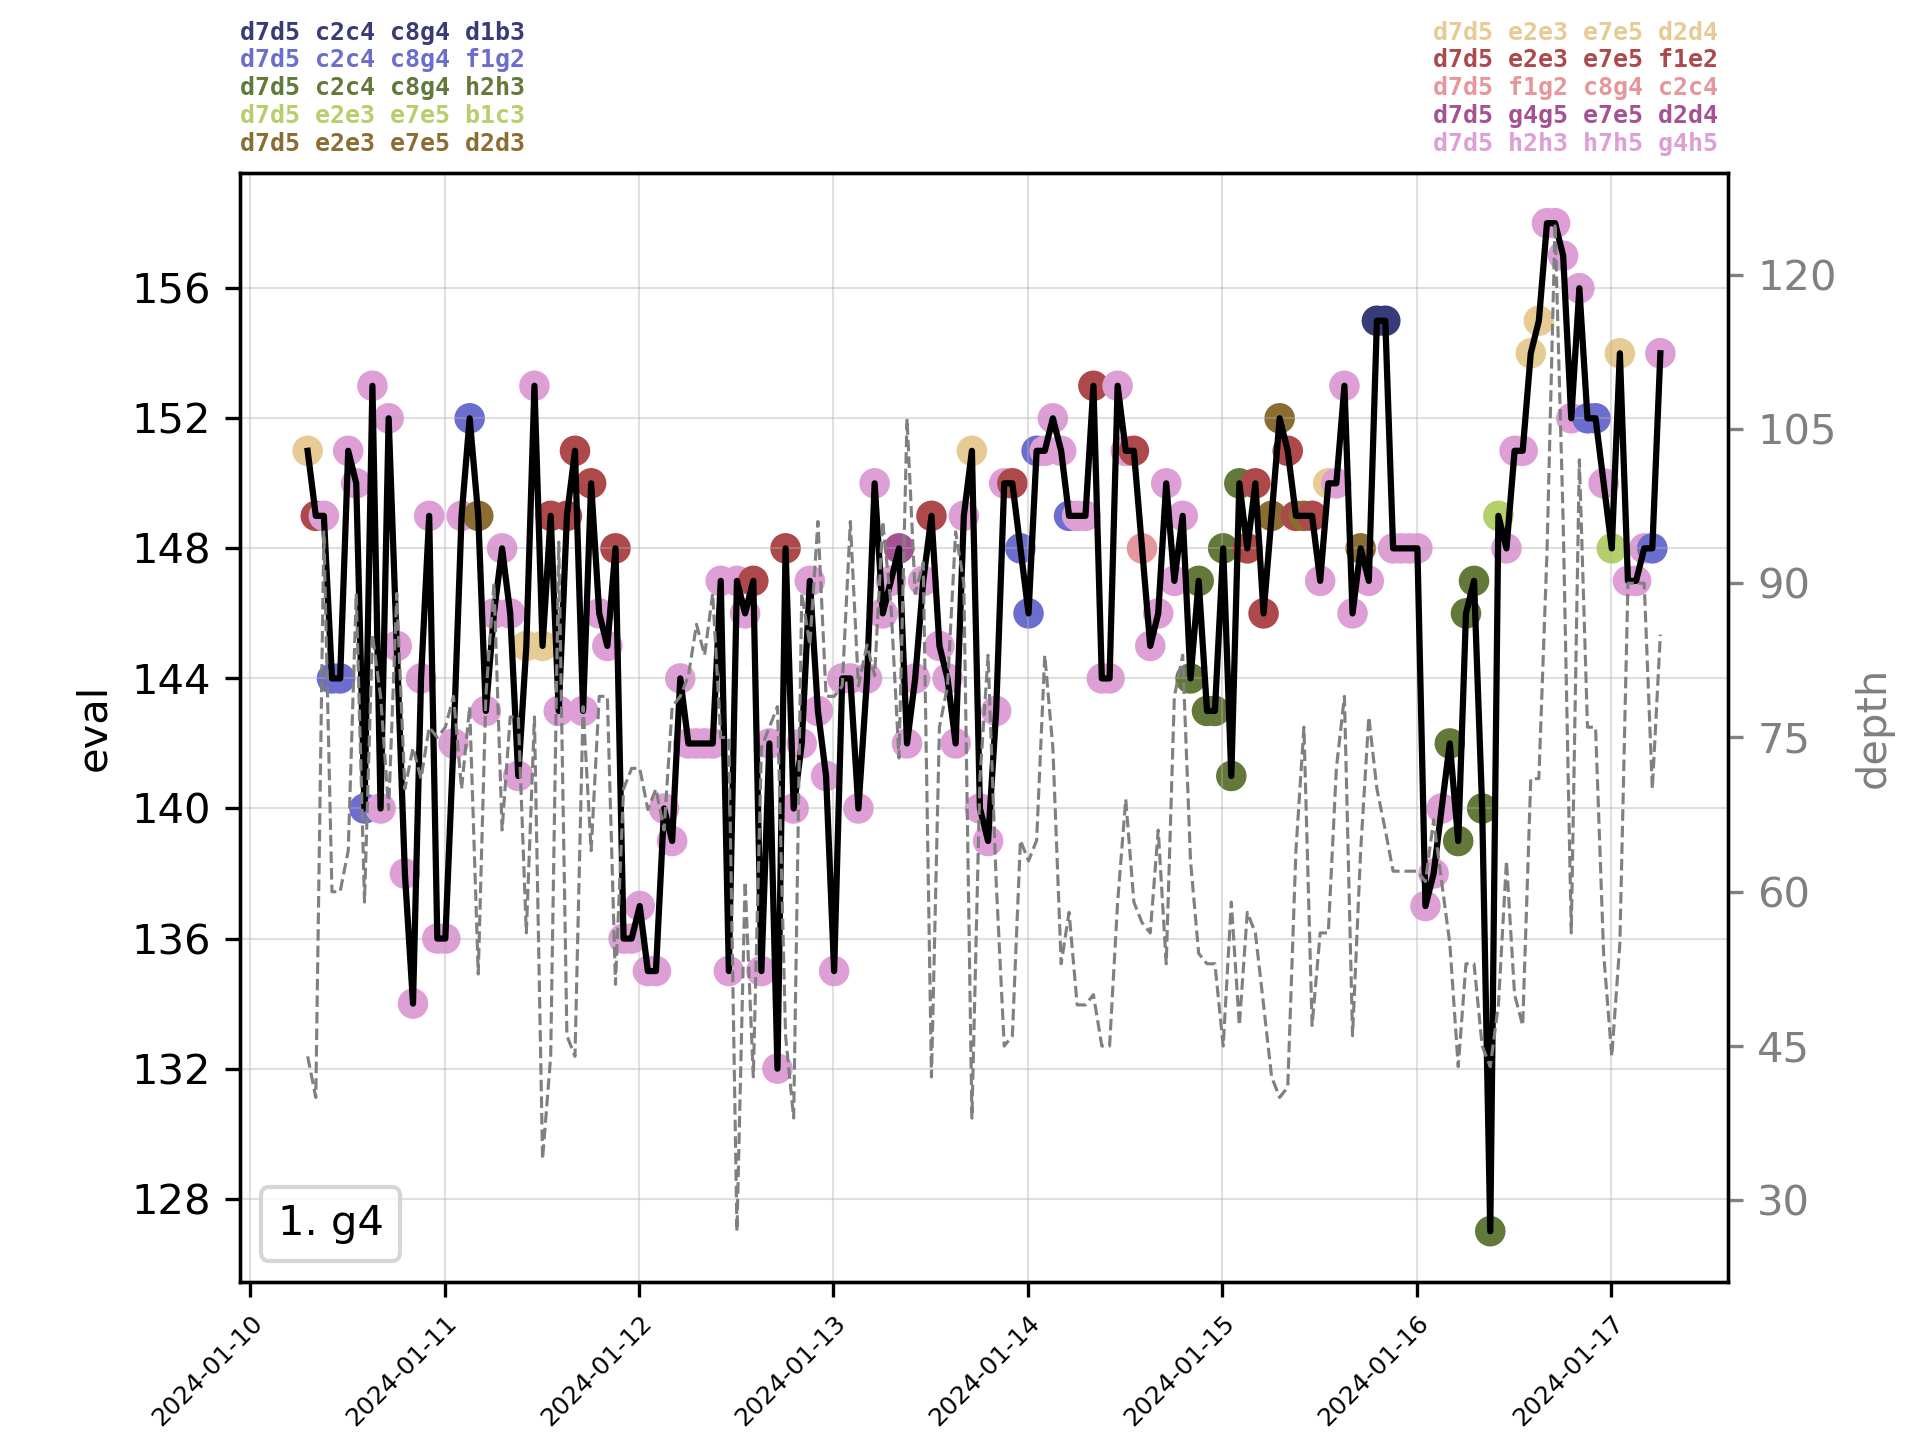 d7d5 c2c4 c8g4 d1b3
d7d5 c2c4 c8g4 f1g2
d7d5 c2c4 c8g4 h2h3
d7d5 e2e3 e7e5 b1c3
d7d5 e2e3 e7e5 d2d3
d7d5 e2e3 e7e5 d2d4
d7d5 e2e3 e7e5 f1e2
d7d5 f1g2 c8g4 c2c4
d7d5 g4g5 e7e5 d2d4
d7d5 h2h3 h7h5 g4h5
eval
156
152
148
144
140
136
132
128
1. g4
120
105
90
75
60
45
30
depth
2024-01-10
2024-01-11
2024-01-12
2024-01-13
2024-01-14
2024-01-15
2024-01-16
2024-01-17